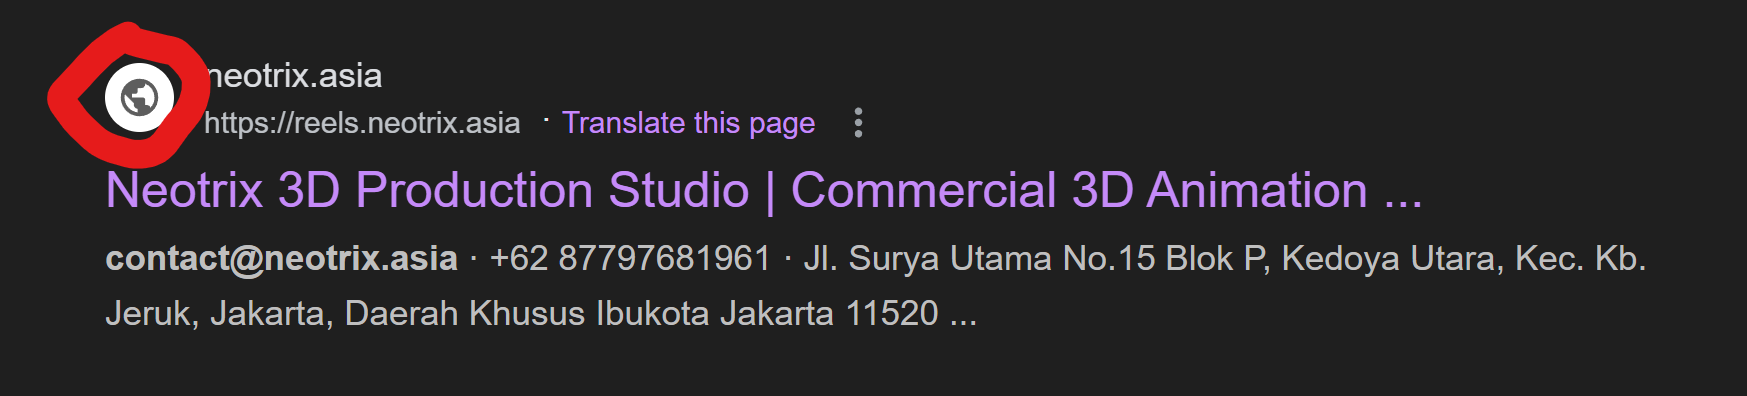 neotrix.asia
https://reels.neotrix.asia · Translate this page
Neotrix 3D Production Studio | Commercial 3D Animation ...
contact@neotrix.asia · +62 87797681961 · Jl. Surya Utama No.15 Blok P, Kedoya Utara, Kec. Kb.
Jeruk, Jakarta, Daerah Khusus Ibukota Jakarta 11520 ...